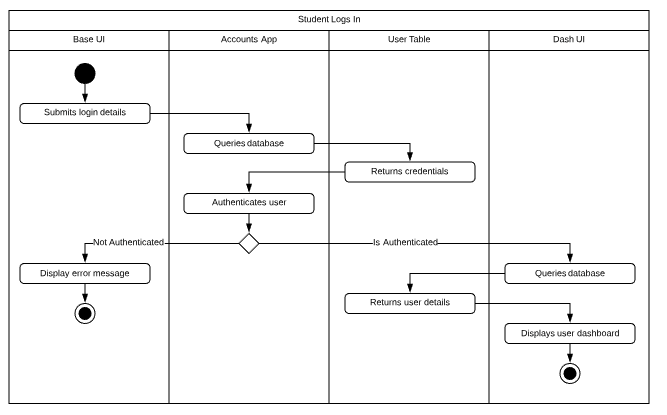 Student Logs In
Base UI
Accounts App
User Table
Dash UI
Submits login details
Queries database
Returns credentials
Authenticates user
Not Authenticated
Is Authenticated
Display error message
Queries database
Returns user details
Displays user dashboard